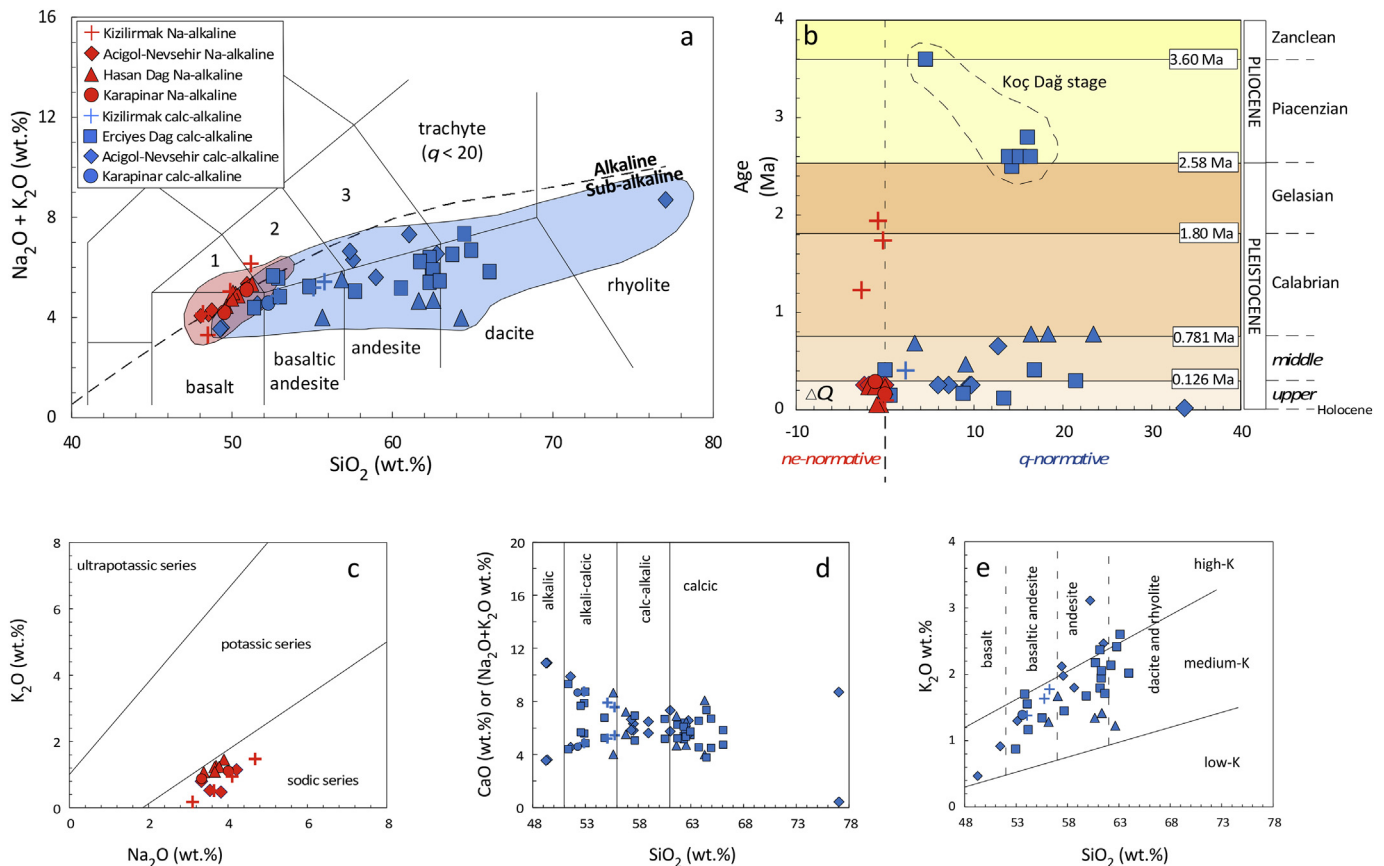 16
12
8
4
0
Na2O + K2O (wt.%)
Kizilirmak Na-alkaline
Acigol-Nevsehir Na-alkaline
Hasan Dag Na-alkaline
Karapinar Na-alkaline
Kizilirmak calc-alkaline
Erciyes Dag calc-alkaline
Acigol-Nevsehir calc-alkaline
Karapinar calc-alkaline
a
trachyte
(q < 20)
Alkaline
Sub-alkaline
3
2
1
rhyolite
dacite
andesite
basaltic
andesite
basalt
40 50 60 70 80
SiO2 (wt.%)
b
4
3
2
1
0
Age
(Ma)
Koç Dağ stage
3.60 Ma
2.58 Ma
1.80 Ma
0.781 Ma
0.126 Ma
△Q
-10 0 10 20 30 40
ne-normative
q-normative
PLIOCENE
PLEISTOCENE
Zanclean
Piacenzian
Gelasian
Calabrian
middle
upper
Holocene
c
8
6
4
2
0
K2O (wt.%)
ultrapotassic series
potassic series
sodic series
0 2 4 6 8
Na2O (wt.%)
d
20
16
12
8
4
0
CaO (wt.%) or (Na2O+K2O wt.%)
alkalic
alkali-calcic
calc-alkalic
calcic
48 53 58 63 68 73 78
SiO2 (wt.%)
e
4
3
2
1
0
K2O wt.%
basalt
basaltic andesite
andesite
dacite and rhyolite
high-K
medium-K
low-K
48 53 58 63 68 73 78
SiO2 (wt.%)